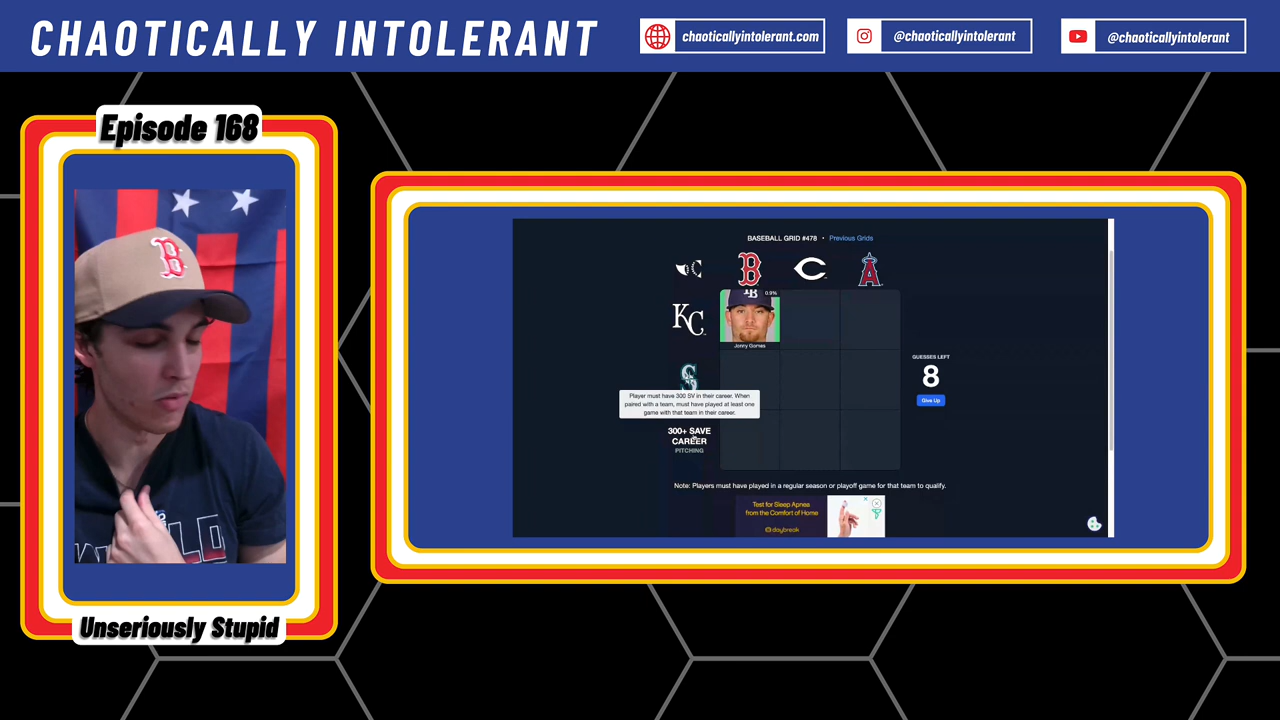 CHAOTICALLY INTOLERANT
chaoticallyintolerant.com
@chaoticallyintolerant
@chaoticallyintolerant
Episode 168
Unseriously Stupid
BASEBALL GRID #478 • Previous Grids
B
C
A
KC
0.9%
Jonny Gomes
S
GUESSES LEFT
8
Give Up
Player must have 300 SV in their career. When
paired with a team, must have played at least one
game with that team in their career.
300+ SAVE
CAREER
PITCHING
Note: Players must have played in a regular season or playoff game for that team to qualify.
Test for Sleep Apnea
from the Comfort of Home
daybreak